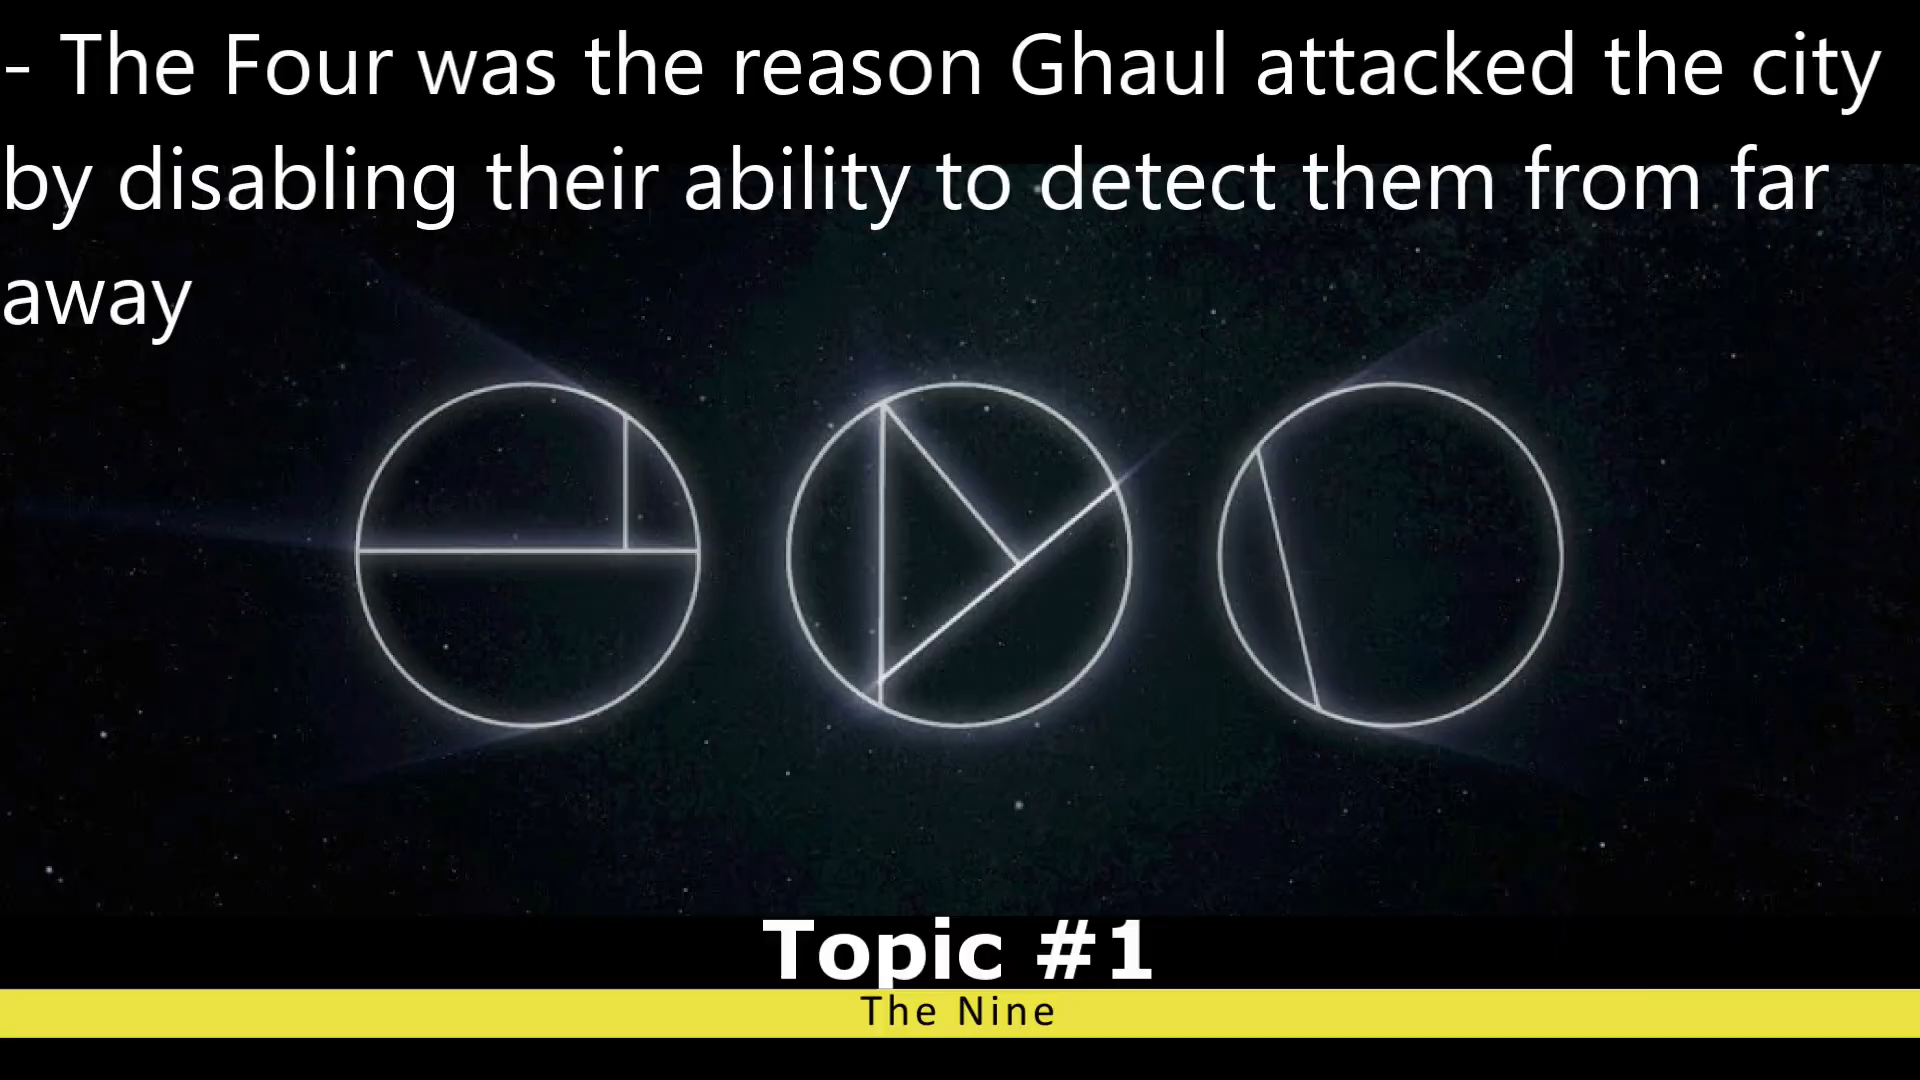 - The Four was the reason Ghaul attacked the city
by disabling their ability to detect them from far
away
Topic #1
The Nine